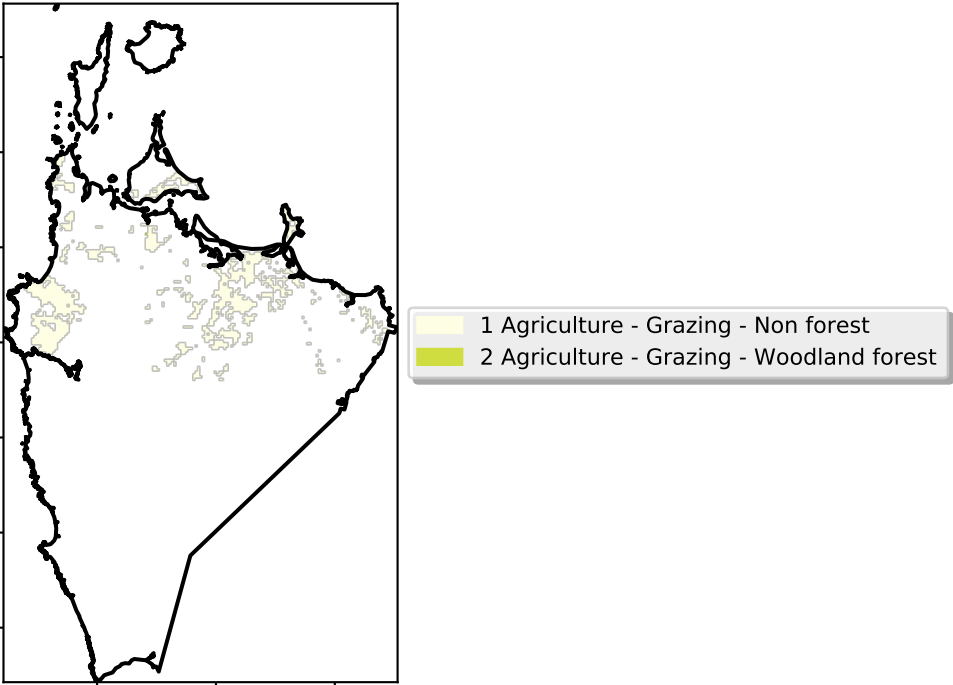 1 Agriculture - Grazing - Non forest
2 Agriculture - Grazing - Woodland forest